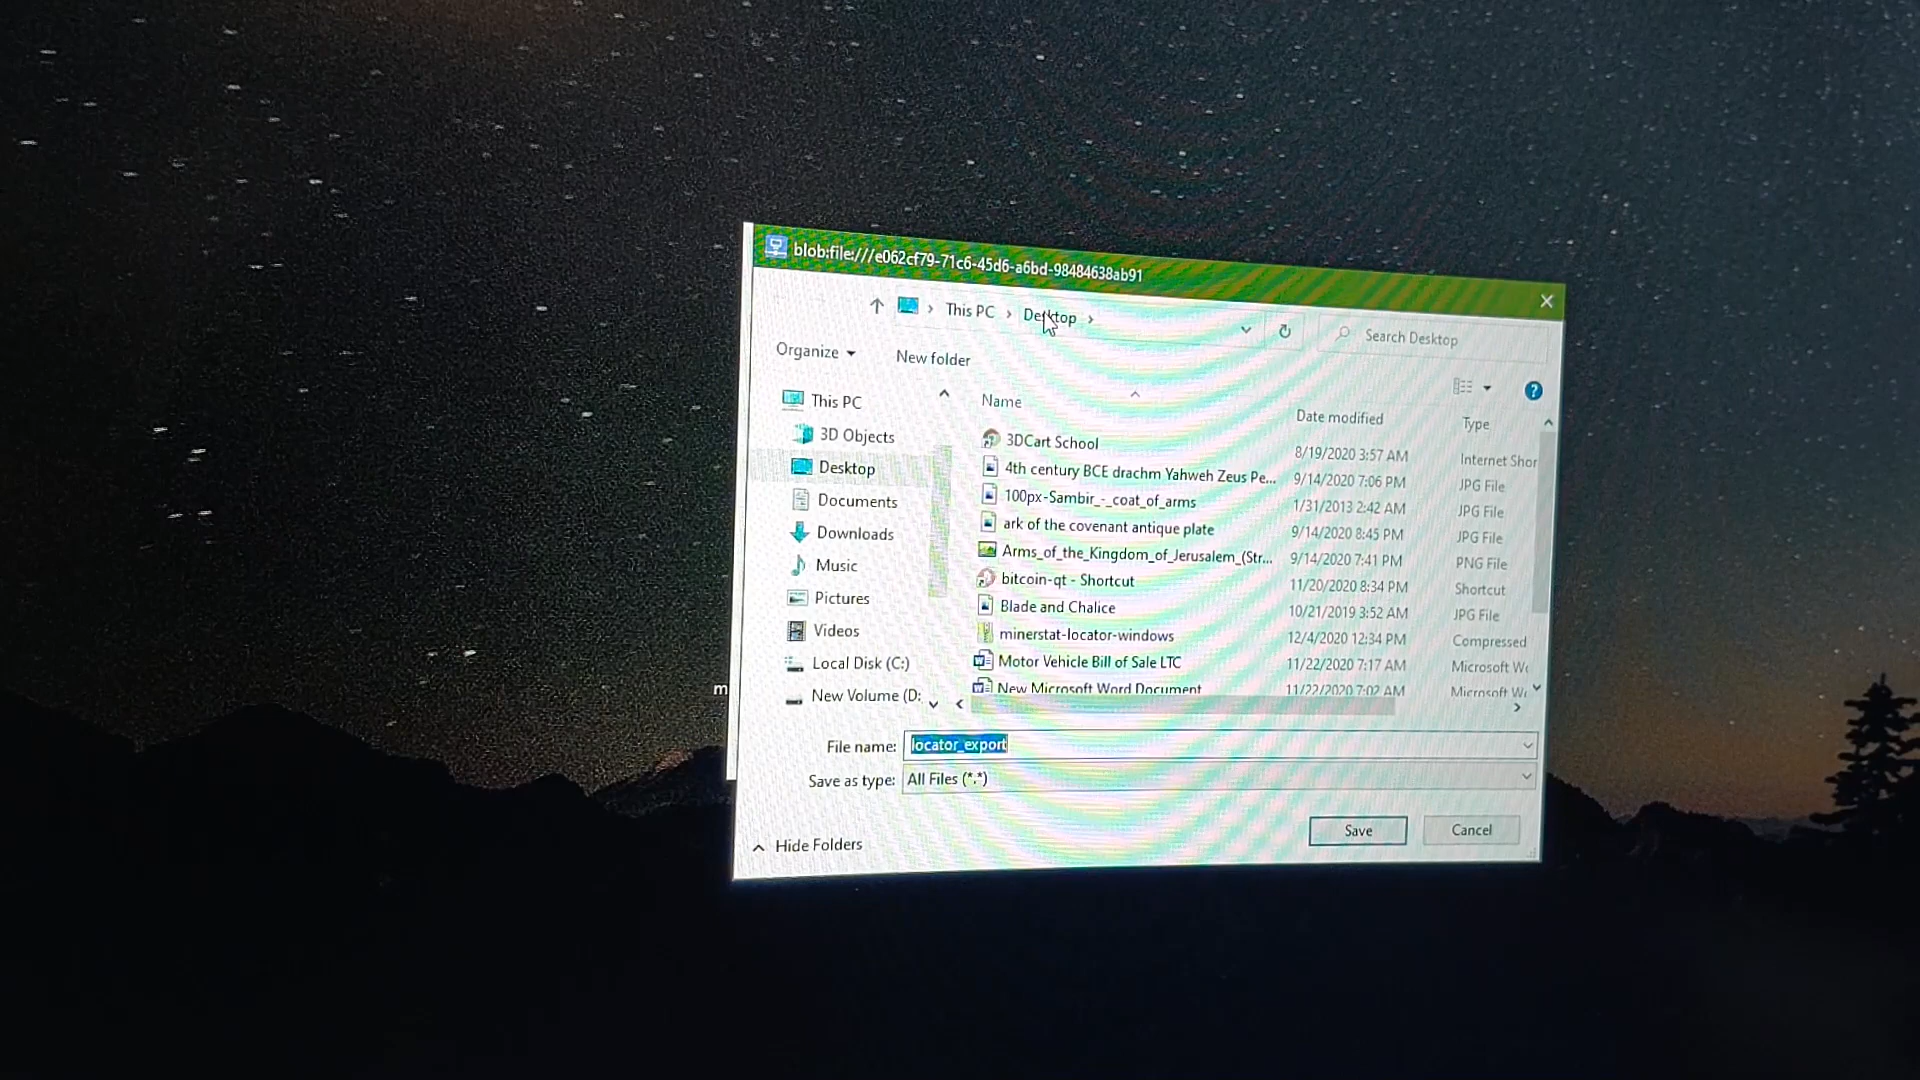 blob:file:///e062cf79-71c6-45d6-a6bd-98484638ab91
This PC > Desktop >
Search Desktop
Organize
New folder
This PC
3D Objects
Desktop
Documents
Downloads
Music
Pictures
Videos
Local Disk (C:)
New Volume (D:
Name Date modified Type
3DCart School 8/19/2020 3:57 AM Internet Shor
4th century BCE drachm Yahweh Zeus Pe... 9/14/2020 7:06 PM JPG File
100px-Sambir_-_coat_of_arms 1/31/2013 2:42 AM JPG File
ark of the covenant antique plate 9/14/2020 8:45 PM JPG File
Arms_of_the_Kingdom_of_Jerusalem_(Str... 9/14/2020 7:41 PM PNG File
bitcoin-qt - Shortcut 11/20/2020 8:34 PM Shortcut
Blade and Chalice 10/21/2019 3:52 AM JPG File
minerstat-locator-windows 12/4/2020 12:34 PM Compressed
Motor Vehicle Bill of Sale LTC 11/22/2020 7:17 AM Microsoft Wo
New Microsoft Word Document 11/22/2020 7:02 AM Microsoft Wo
m
File name: locator_export
Save as type: All Files (*.*)
Hide Folders
Save
Cancel